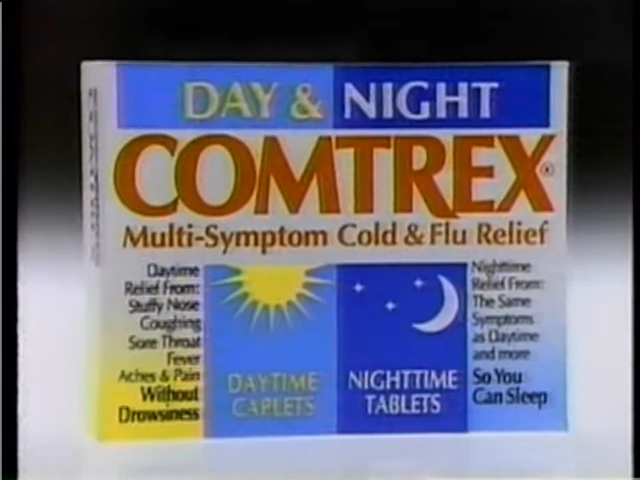 DAY & NIGHT
COMTREX®
Multi-Symptom Cold & Flu Relief
Daytime
Relief From:
Stuffy Nose
Coughing
Sore Throat
Fever
Aches & Pain
Without
Drowsiness
DAYTIME
CAPLETS
NIGHTTIME
TABLETS
Nighttime
Relief From:
The Same
Symptoms
as Daytime
and more
So You
Can Sleep